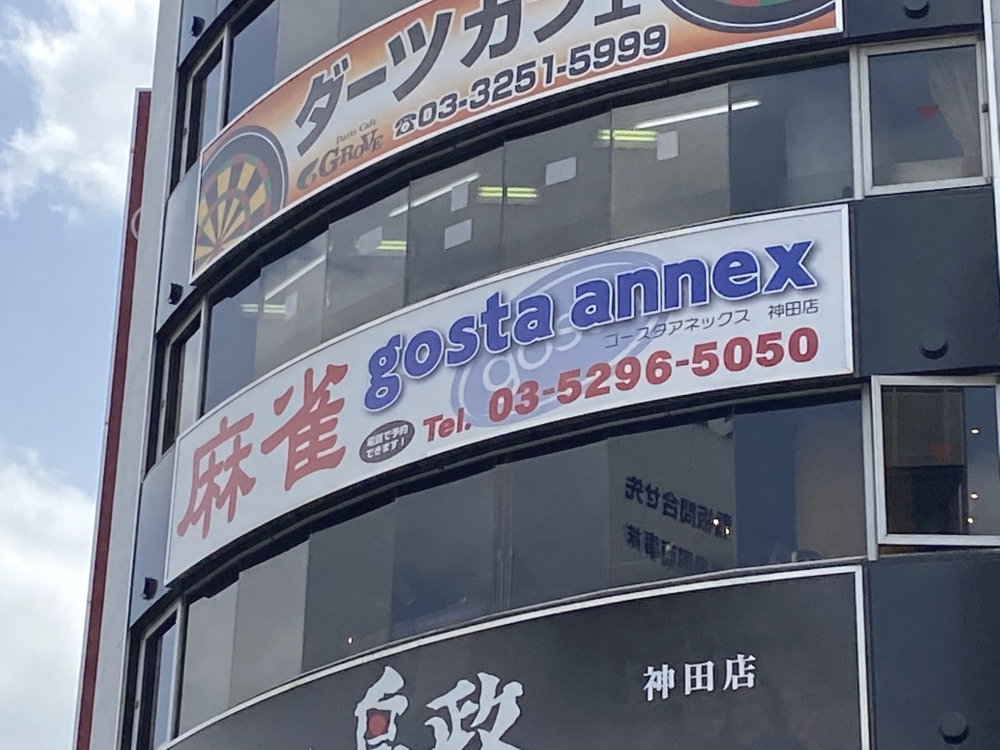 ダーツカフェ
Darts Cafe
GROVE
☎03-3251-5999
gosta annex
ゴースタアネックス 神田店
麻雀
電話で予約
できます!
Tel. 03-5296-5050
神田店
政